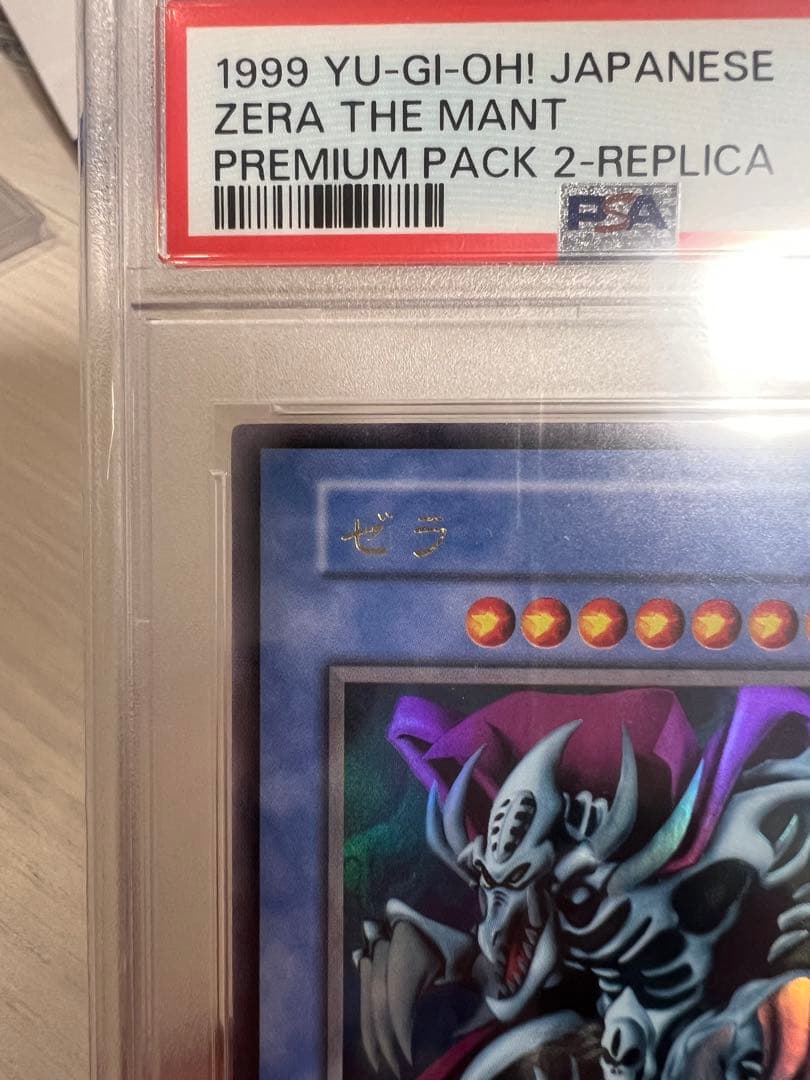 1999 YU-GI-OH! JAPANESE
ZERA THE MANT
PREMIUM PACK 2-REPLICA
PSA
ゼラ